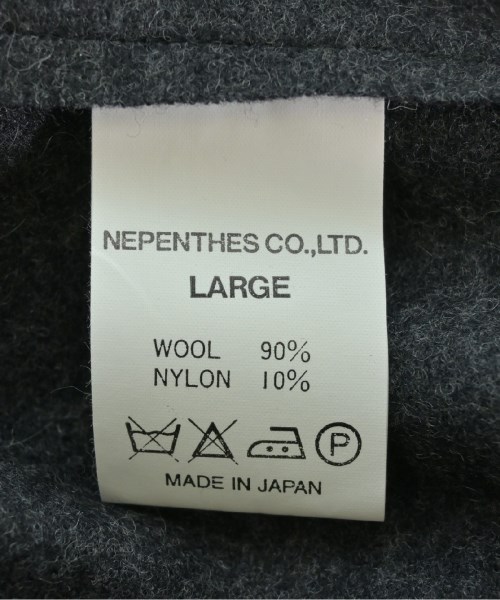 NEPENTHES CO.,LTD.
LARGE
WOOL 90%
NYLON 10%
P
MADE IN JAPAN